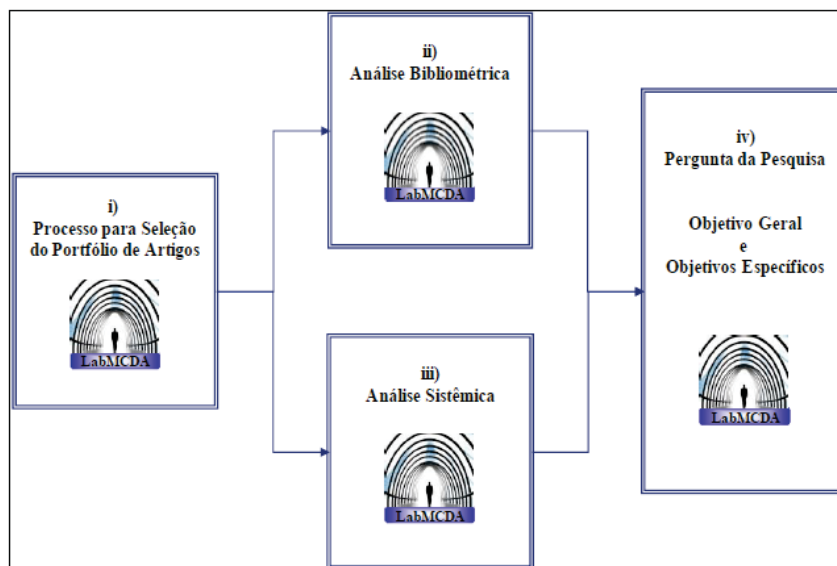 i)
Processo para Seleção
do Portfólio de Artigos
LabMCDA
ii)
Análise Bibliométrica
LabMCDA
iii)
Análise Sistêmica
LabMCDA
iv)
Pergunta da Pesquisa
Objetivo Geral
e
Objetivos Específicos
LabMCDA